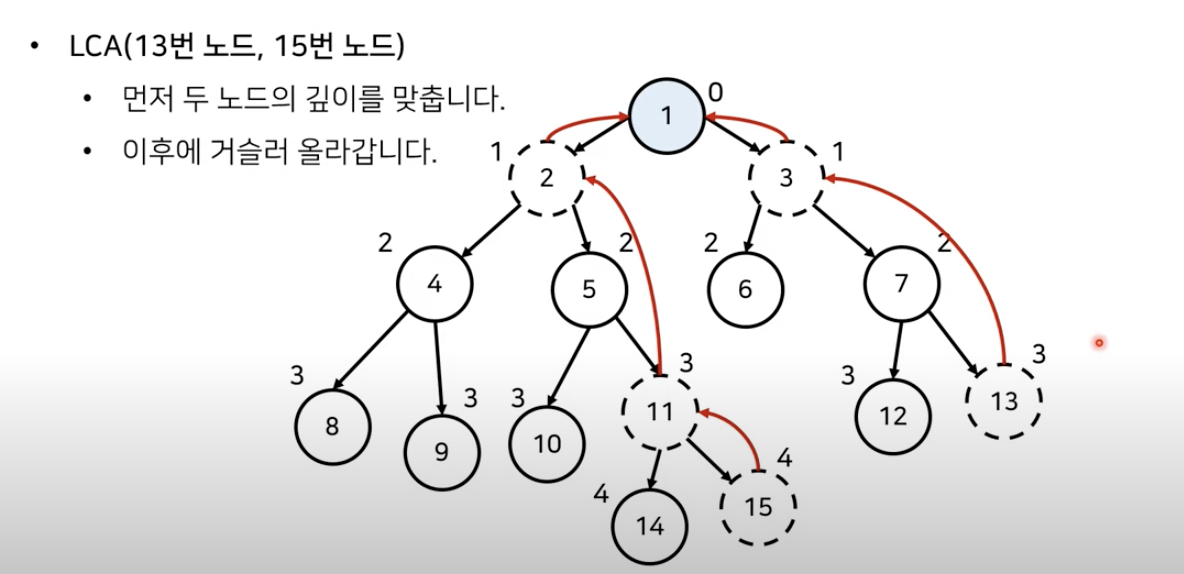 • LCA(13번 노드, 15번 노드)
• 먼저 두 노드의 깊이를 맞춥니다.
• 이후에 거슬러 올라갑니다.
1 0
1 2 3 1
2 4 5 2 2 6 7 2
3 8 9 3 3 10 11 3 3 12 13 3
4 14 15 4